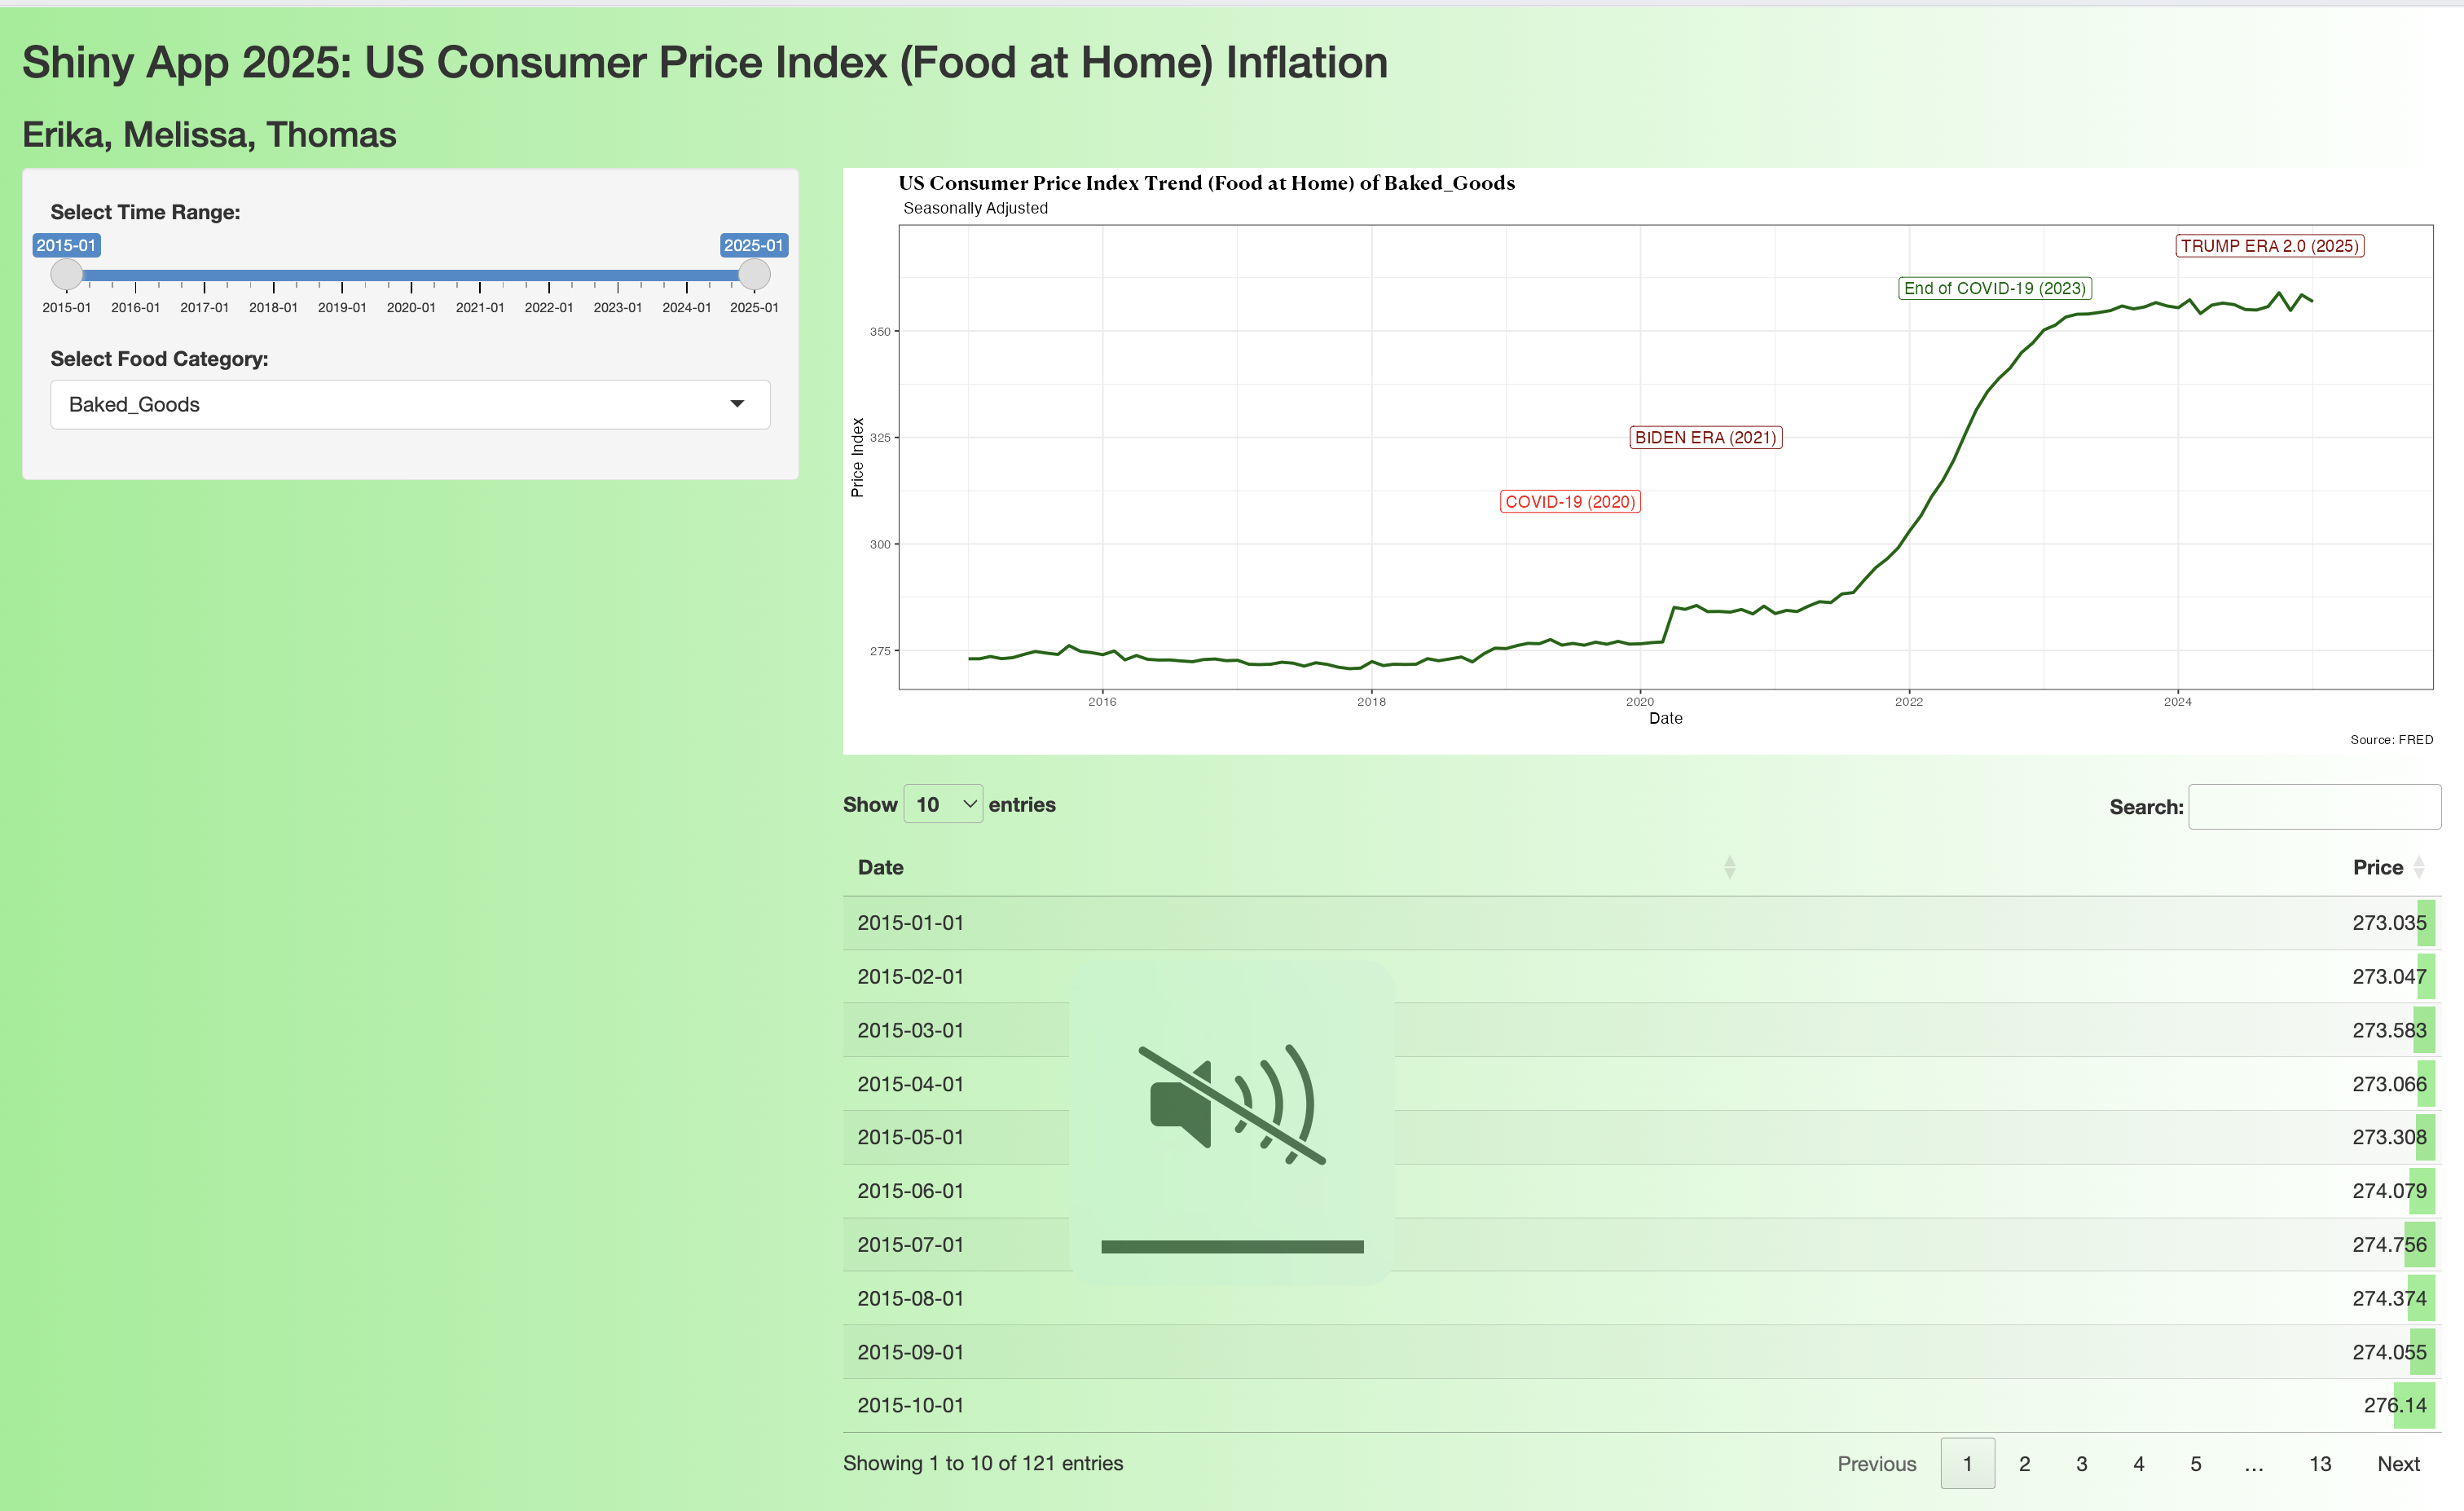 Shiny App 2025: US Consumer Price Index (Food at Home) Inflation
Erika, Melissa, Thomas
Select Time Range:
2015-01 2025-01
2015-01 2016-01 2017-01 2018-01 2019-01 2020-01 2021-01 2022-01 2023-01 2024-01 2025-01
Select Food Category:
Baked_Goods
US Consumer Price Index Trend (Food at Home) of Baked_Goods
Seasonally Adjusted
TRUMP ERA 2.0 (2025)
End of COVID-19 (2023)
BIDEN ERA (2021)
COVID-19 (2020)
Price Index
350
325
300
275
2016 2018 2020 2022 2024
Date
Source: FRED
Show 10 entries
Search:
Date Price
2015-01-01 273.035
2015-02-01 273.047
2015-03-01 273.583
2015-04-01 273.066
2015-05-01 273.308
2015-06-01 274.079
2015-07-01 274.756
2015-08-01 274.374
2015-09-01 274.055
2015-10-01 276.14
Showing 1 to 10 of 121 entries
Previous 1 2 3 4 5 … 13 Next